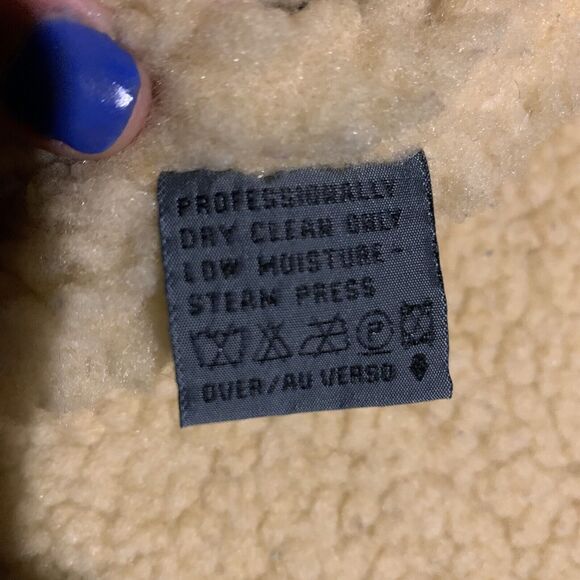 PROFESSIONALLY
DRY CLEAN ONLY
LOW MOISTURE -
STEAM PRESS
P
OVER/AU VERSO